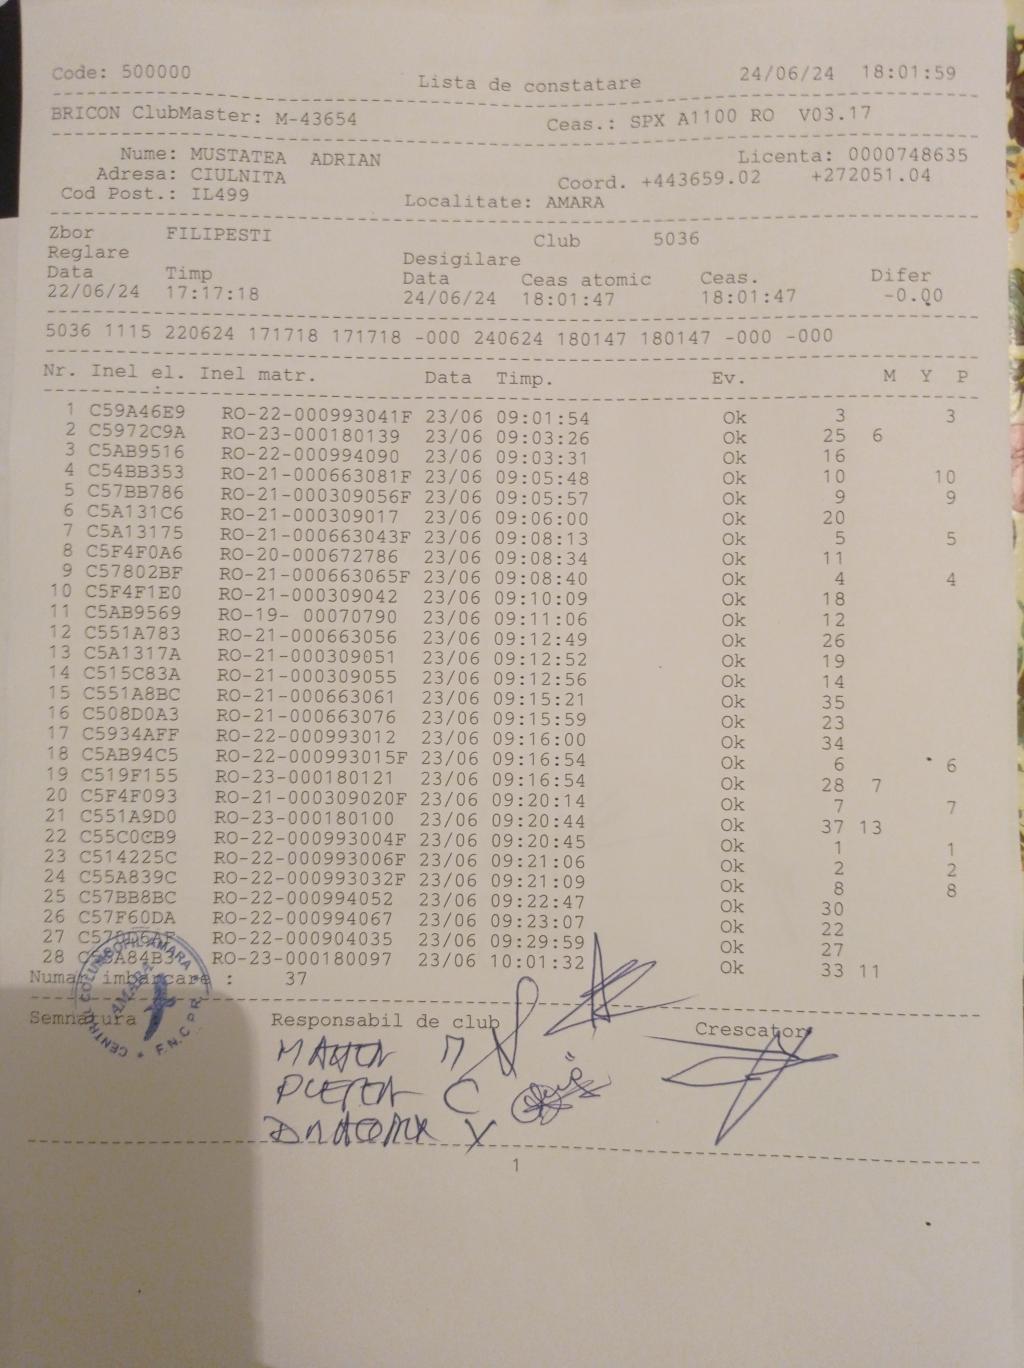 Code: 500000 Lista de constatare 24/06/24 18:01:59
BRICON ClubMaster: M-43654 Ceas.: SPX A1100 RO V03.17
Nume: MUSTATEA ADRIAN Licenta: 0000748635
Adresa: CIULNITA Coord. +443659.02 +272051.04
Cod Post.: IL499 Localitate: AMARA
Zbor FILIPESTI Club 5036
Reglare Desigilare
Data Timp Data Ceas atomic Ceas. Difer
22/06/24 17:17:18 24/06/24 18:01:47 18:01:47 -0.00
5036 1115 220624 171718 171718 -000 240624 180147 180147 -000 -000
Nr. Inel el. Inel matr. Data Timp. Ev. M Y P
1 C59A46E9 RO-22-000993041F 23/06 09:01:54 Ok 3 3
2 C5972C9A RO-23-000180139 23/06 09:03:26 Ok 25 6
3 C5AB9516 RO-22-000994090 23/06 09:03:31 Ok 16
4 C54BB353 RO-21-000663081F 23/06 09:05:48 Ok 10 10
5 C57BB786 RO-21-000309056F 23/06 09:05:57 Ok 9 9
6 C5A131C6 RO-21-000309017 23/06 09:06:00 Ok 20
7 C5A13175 RO-21-000663043F 23/06 09:08:13 Ok 5 5
8 C5F4F0A6 RO-20-000672786 23/06 09:08:34 Ok 11
9 C57802BF RO-21-000663065F 23/06 09:08:40 Ok 4 4
10 C5F4F1E0 RO-21-000309042 23/06 09:10:09 Ok 18
11 C5AB9569 RO-19- 00070790 23/06 09:11:06 Ok 12
12 C551A783 RO-21-000663056 23/06 09:12:49 Ok 26
13 C5A1317A RO-21-000309051 23/06 09:12:52 Ok 19
14 C515C83A RO-21-000309055 23/06 09:12:56 Ok 14
15 C551A8BC RO-21-000663061 23/06 09:15:21 Ok 35
16 C508D0A3 RO-21-000663076 23/06 09:15:59 Ok 23
17 C5934AFF RO-22-000993012 23/06 09:16:00 Ok 34
18 C5AB94C5 RO-22-000993015F 23/06 09:16:54 Ok 6 6
19 C519F155 RO-23-000180121 23/06 09:16:54 Ok 28 7
20 C5F4F093 RO-21-000309020F 23/06 09:20:14 Ok 7 7
21 C551A9D0 RO-23-000180100 23/06 09:20:44 Ok 37 13
22 C55C0CB9 RO-22-000993004F 23/06 09:20:45 Ok 1 1
23 C514225C RO-22-000993006F 23/06 09:21:06 Ok 2 2
24 C55A839C RO-22-000993032F 23/06 09:21:09 Ok 8 8
25 C57BB8BC RO-22-000994052 23/06 09:22:47 Ok 30
26 C57F60DA RO-22-000994067 23/06 09:23:07 Ok 22
27 RO-22-000904035 23/06 09:29:59 Ok 27
28 RO-23-000180097 23/06 10:01:32 Ok 33 11
Numar imbarcare : 37
Semnatura Responsabil de club Crescator
CENTRUL COLUMBOFIL AMARA
AMARA
F.N.C.P.R.
1